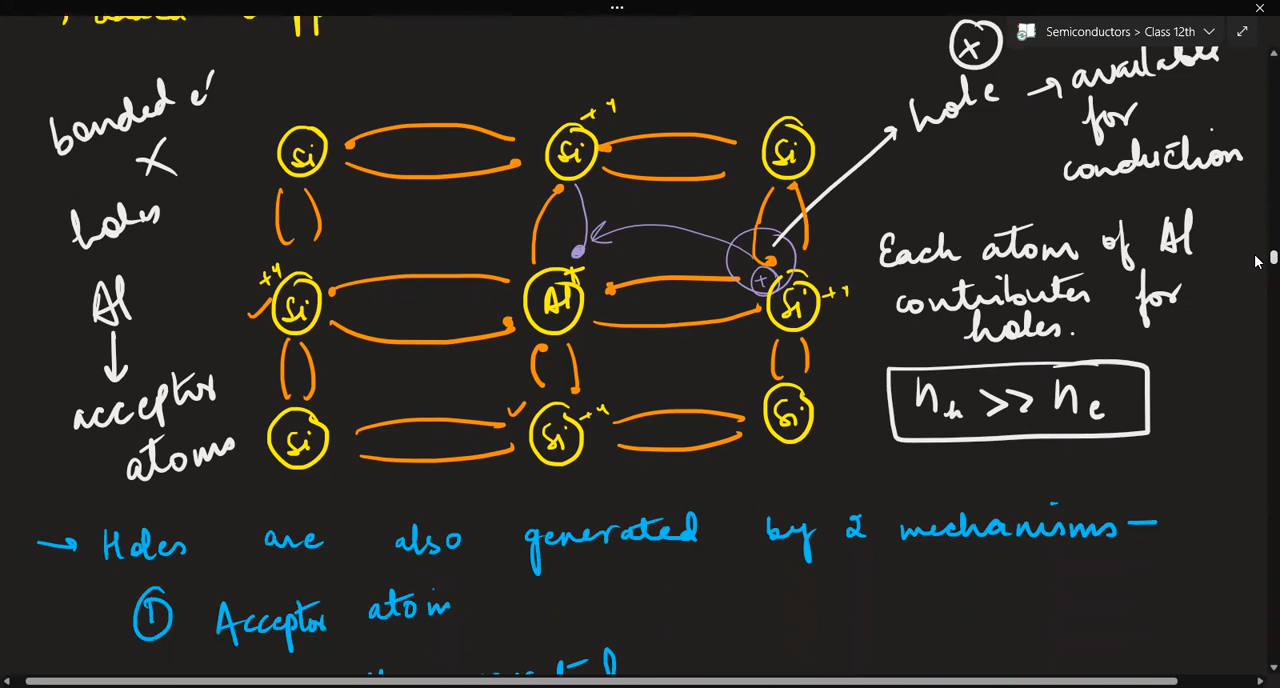 Semiconductors > Class 12th
bonded e⁻
X
holes
Al
acceptor
atoms
Si
Si +4
Si
+4 Si
Al
Si +4
Si
Si +4
Si
+
x
hole → available
for
conduction
Each atom of Al
contributes for
holes.
nₕ >> nₑ
→ Holes are also generated by 2 mechanisms –
① Acceptor atom